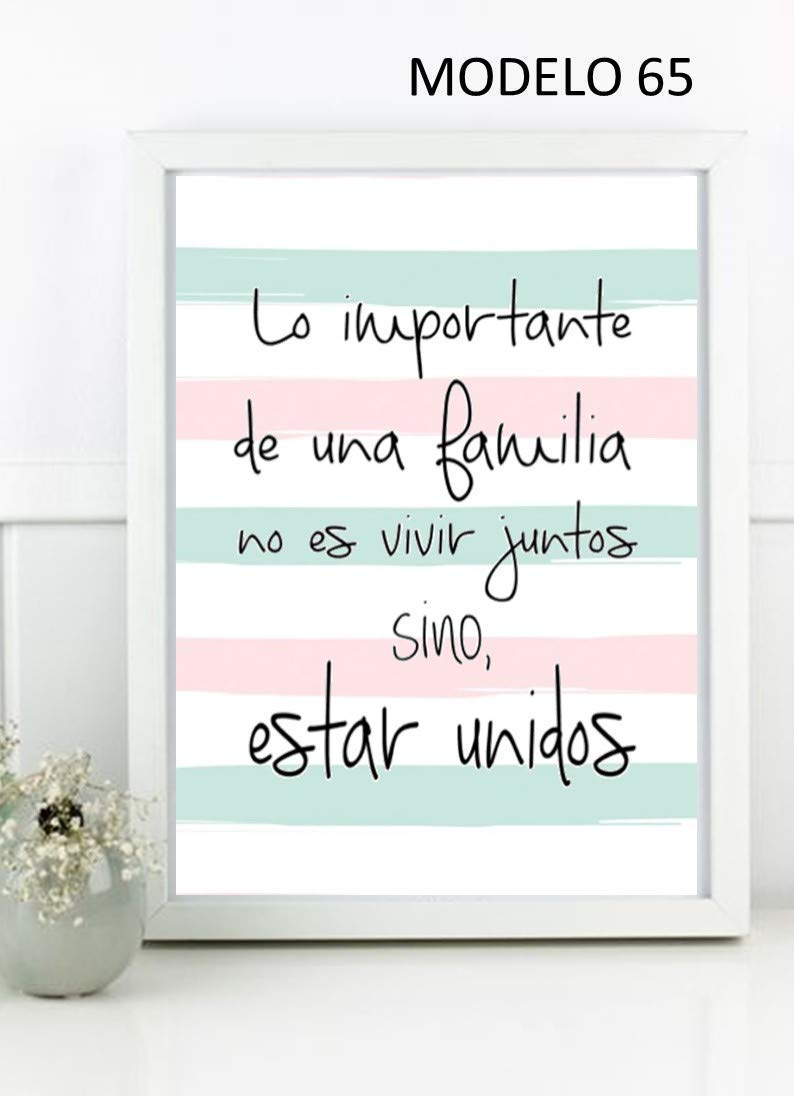 MODELO 65
Lo importante
de una familia
no es vivir juntos
sino,
estar unidos